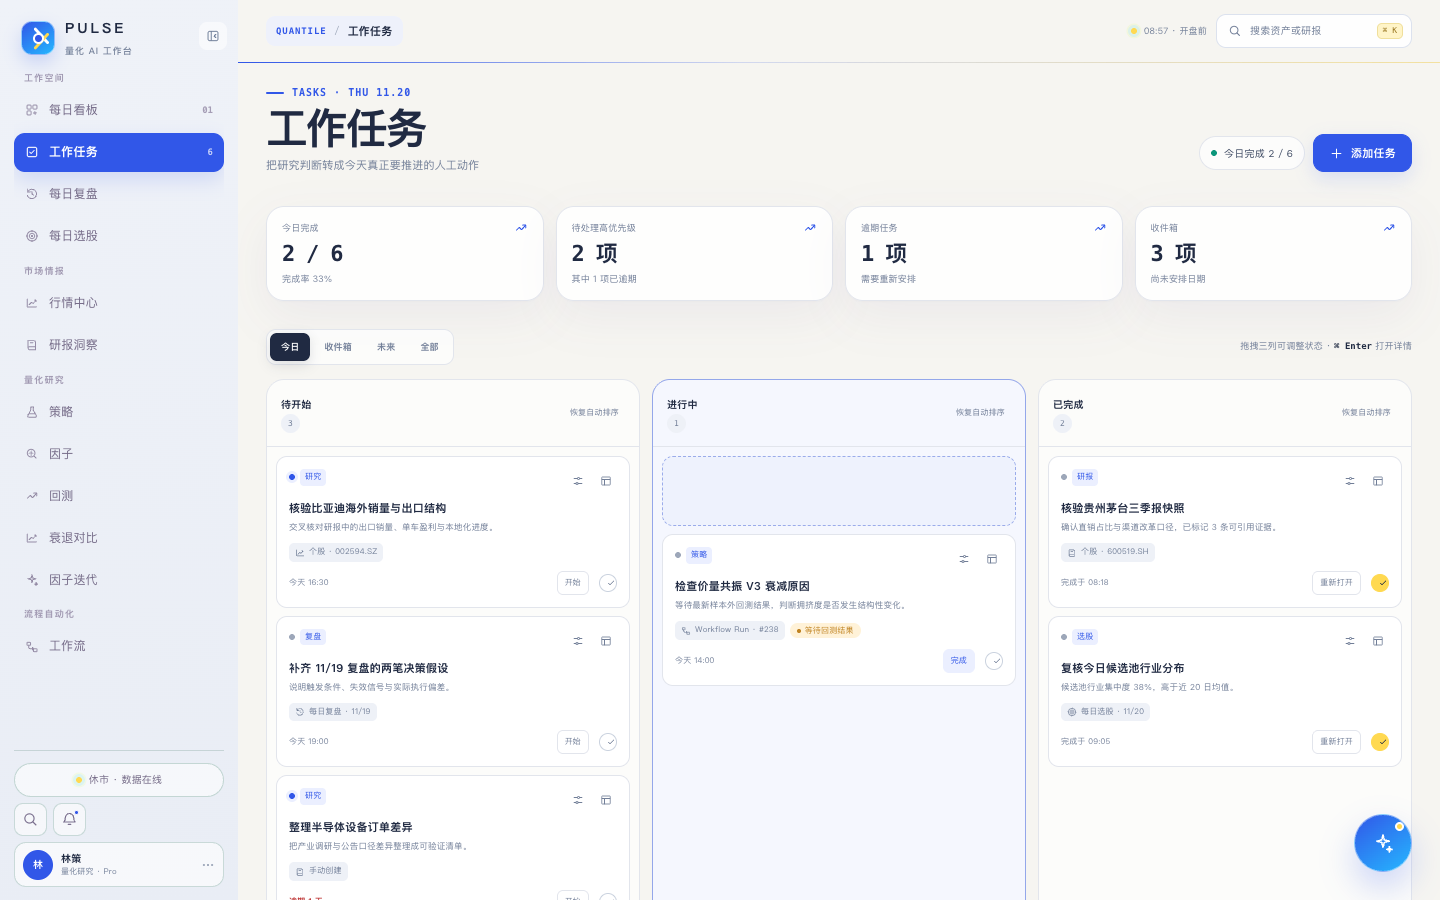 PULSE
量化 AI 工作台
工作空间
每日看板 01
工作任务 6
每日复盘
每日选股
市场情报
行情中心
研报洞察
量化研究
策略
因子
回测
衰退对比
因子迭代
流程自动化
工作流
休市 · 数据在线
林
林策
量化研究 · Pro
QUANTILE / 工作任务
08:57 · 开盘前
搜索资产或研报 ⌘ K
TASKS · THU 11.20
工作任务
把研究判断转成今天真正要推进的人工动作
今日完成 2 / 6
添加任务
今日完成
2 / 6
完成率 33%
待处理高优先级
2 项
其中 1 项已逾期
逾期任务
1 项
需要重新安排
收件箱
3 项
尚未安排日期
今日 收件箱 未来 全部
拖拽三列可调整状态 · ⌘ Enter 打开详情
待开始
3
恢复自动排序
研究
核验比亚迪海外销量与出口结构
交叉核对研报中的出口销量、单车盈利与本地化进度。
个股 · 002594.SZ
今天 16:30 开始
复盘
补齐 11/19 复盘的两笔决策假设
说明触发条件、失效信号与实际执行偏差。
每日复盘 · 11/19
今天 19:00 开始
研究
整理半导体设备订单差异
把产业调研与公告口径差异整理成可验证清单。
手动创建
逾期 1 天 开始
进行中
1
恢复自动排序
策略
检查价量共振 V3 衰减原因
等待最新样本外回测结果，判断拥挤度是否发生结构性变化。
Workflow Run · #238 等待回测结果
今天 14:00 完成
已完成
2
恢复自动排序
研报
核验贵州茅台三季报快照
确认直销占比与渠道改革口径，已标记 3 条可引用证据。
个股 · 600519.SH
完成于 08:18 重新打开
选股
复核今日候选池行业分布
候选池行业集中度 38%，高于近 20 日均值。
每日选股 · 11/20
完成于 09:05 重新打开